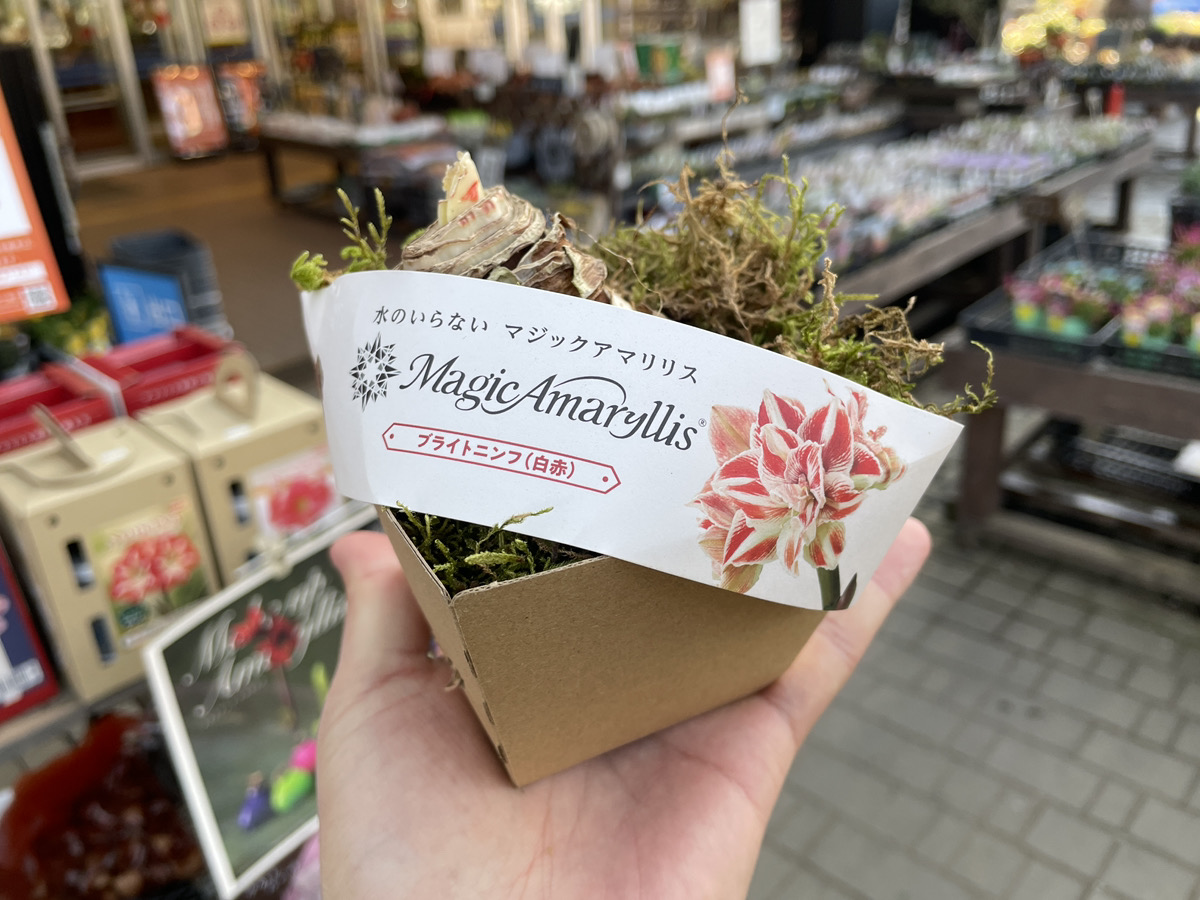 水のいらない マジックアマリリス
MagicAmaryllis®
ブライトニンフ(白赤)